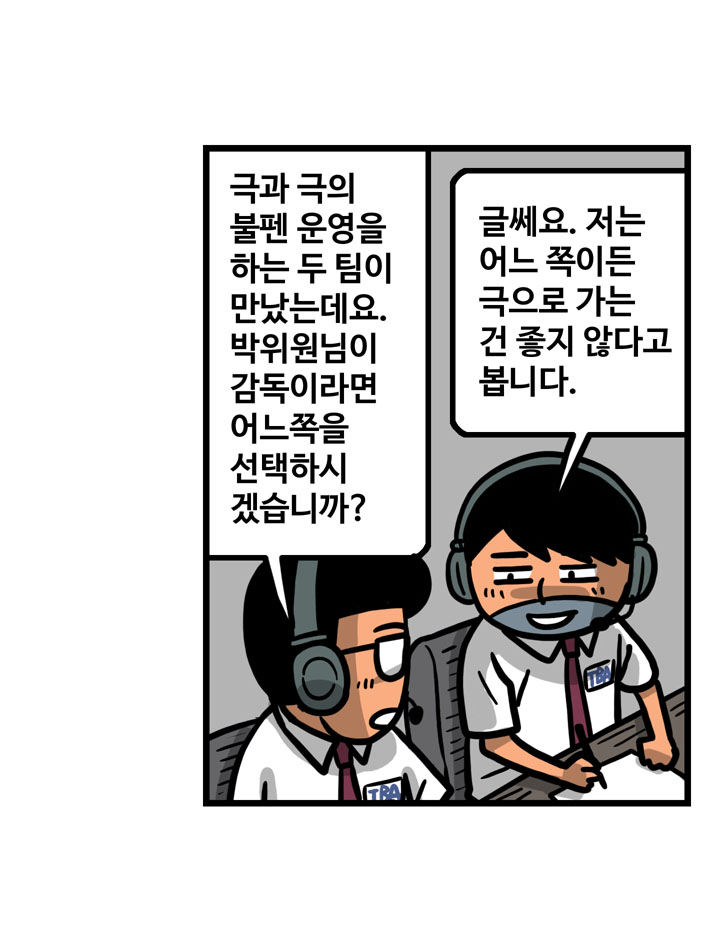 극과 극의
불펜 운영을
하는 두 팀이
만났는데요.
박위원님이
감독이라면
어느쪽을
선택하시
겠습니까?
글쎄요. 저는
어느 쪽이든
극으로 가는
건 좋지 않다고
봅니다.
TBA
TBA